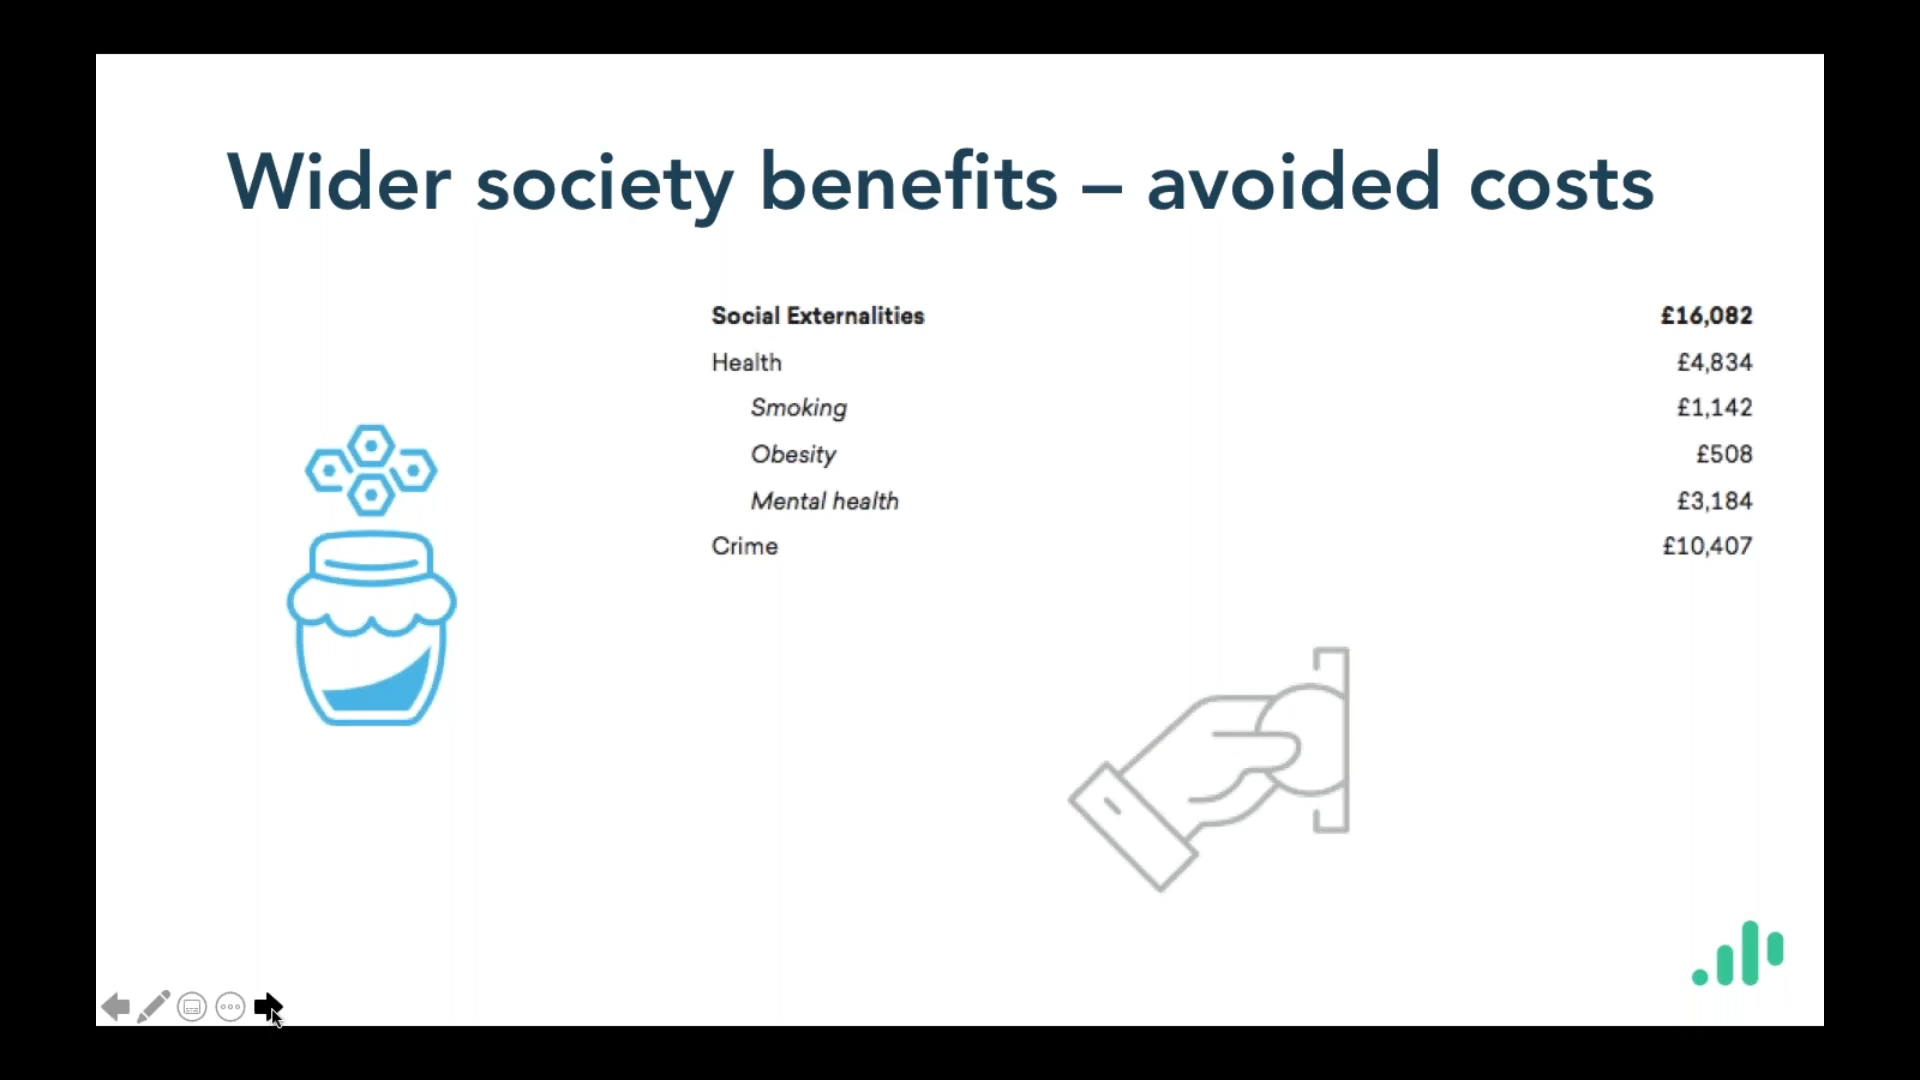 Wider society benefits – avoided costs
Social Externalities £16,082
Health £4,834
Smoking £1,142
Obesity £508
Mental health £3,184
Crime £10,407